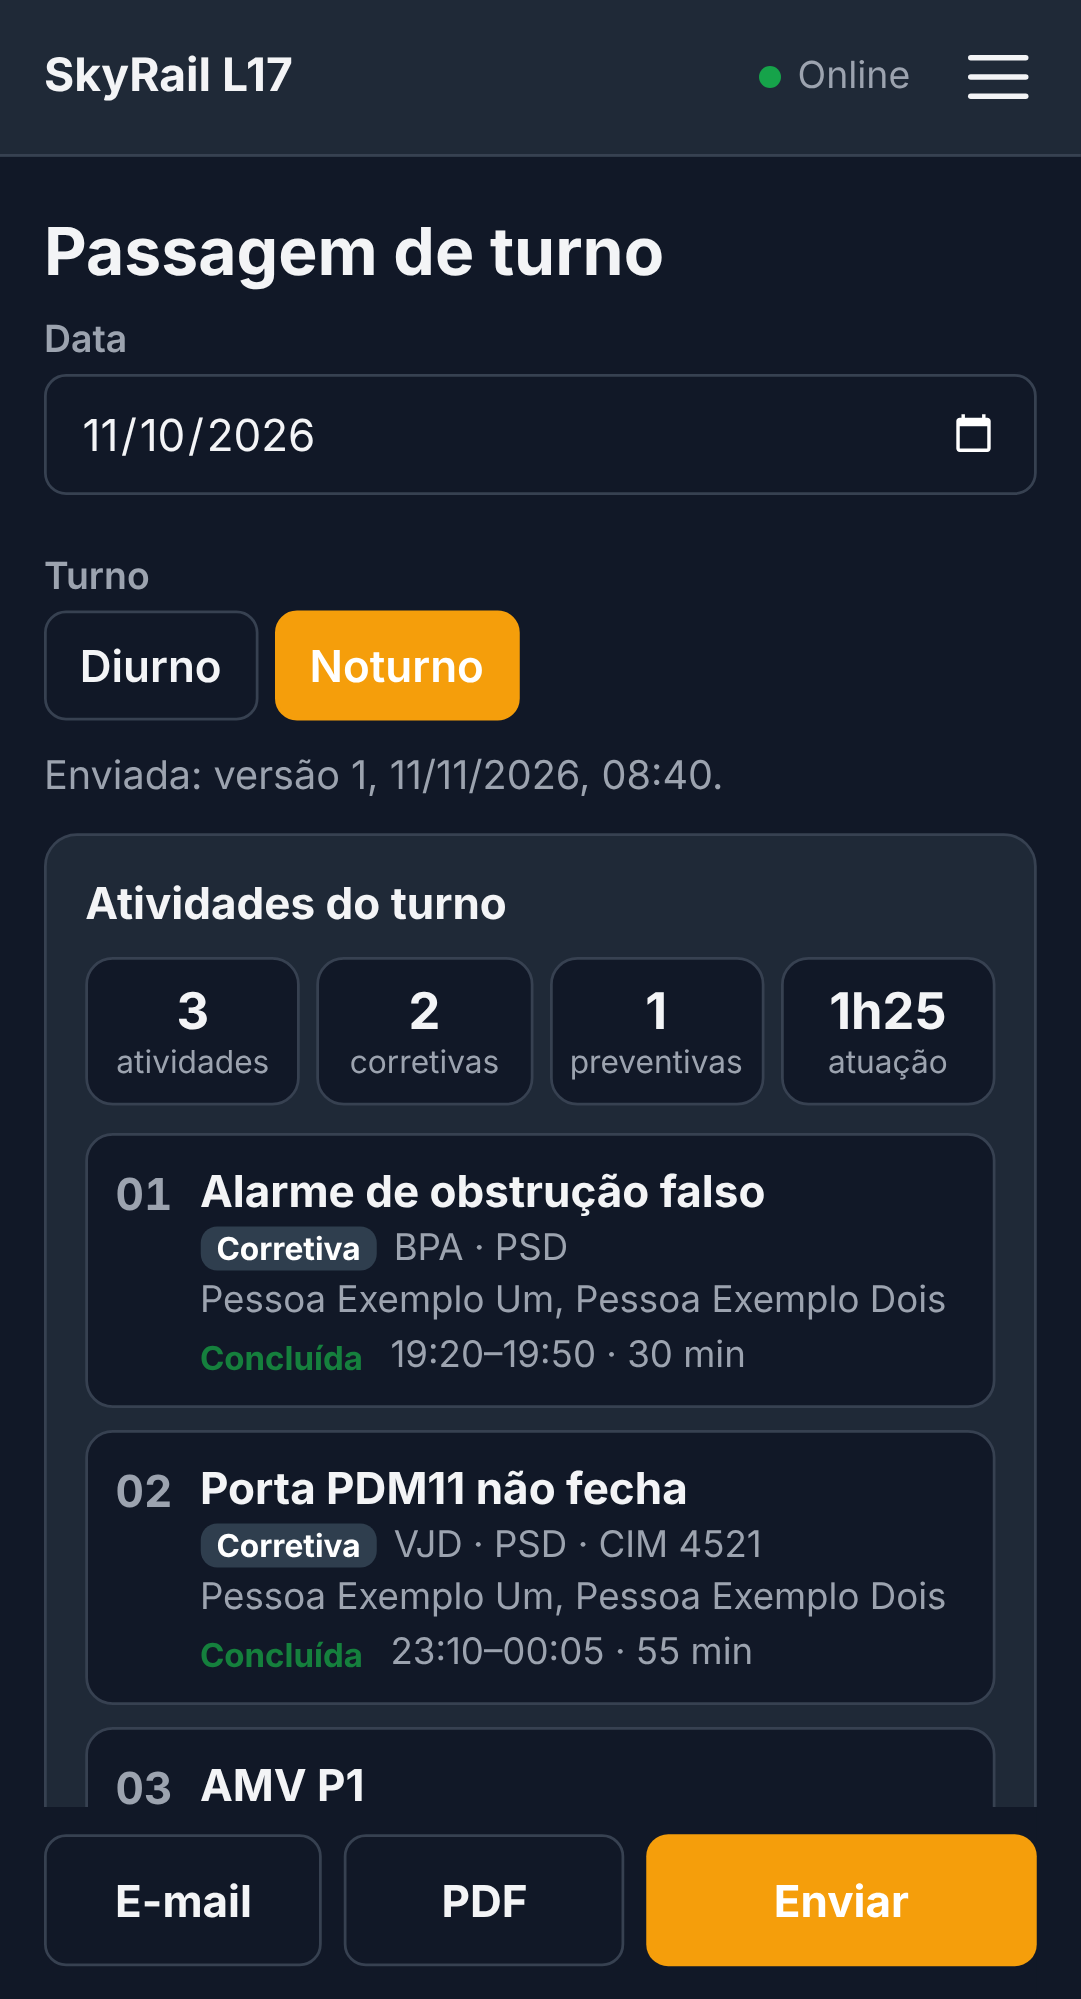 SkyRail L17
Online
Passagem de turno
Data
11/10/2026
Turno
Diurno
Noturno
Enviada: versão 1, 11/11/2026, 08:40.
Atividades do turno
3
atividades
2
corretivas
1
preventivas
1h25
atuação
01 Alarme de obstrução falso
Corretiva BPA · PSD
Pessoa Exemplo Um, Pessoa Exemplo Dois
Concluída 19:20–19:50 · 30 min
02 Porta PDM11 não fecha
Corretiva VJD · PSD · CIM 4521
Pessoa Exemplo Um, Pessoa Exemplo Dois
Concluída 23:10–00:05 · 55 min
03 AMV P1
E-mail
PDF
Enviar